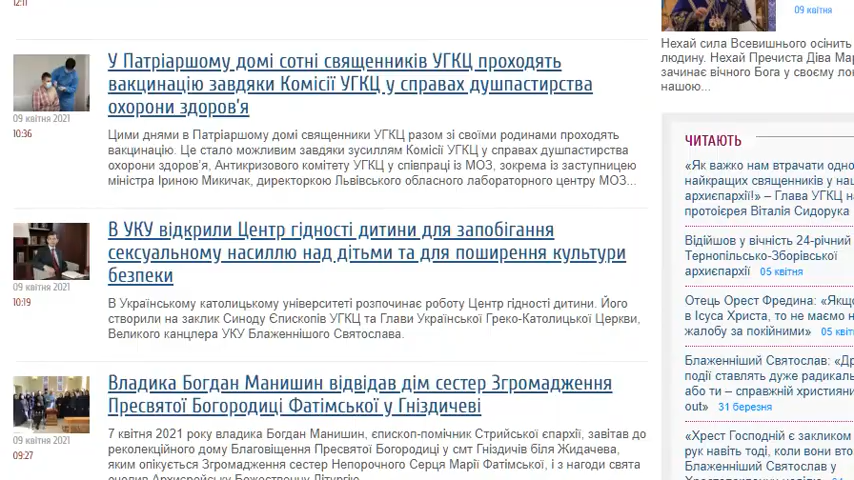 12:11
09 квітня
Нехай сила Всевишнього осінить
людину. Нехай Пречиста Діва Мар
зачинає вічного Бога у своєму ло
нашою...
У Патріаршому домі сотні священників УГКЦ проходять
вакцинацію завдяки Комісії УГКЦ у справах душпастирства
охорони здоров'я
09 квітня 2021
10:36
Цими днями в Патріаршому домі священники УГКЦ разом зі своїми родинами проходять
вакцинацію. Це стало можливим завдяки зусиллям Комісії УГКЦ у справах душпастирства
охорони здоров'я, Антикризового комітету УГКЦ у співпраці із МОЗ, зокрема із заступницею
міністра Іриною Микичак, директоркою Львівського обласного лабораторного центру МОЗ...
В УКУ відкрили Центр гідності дитини для запобігання
сексуальному насиллю над дітьми та для поширення культури
безпеки
09 квітня 2021
10:19
В Українському католицькому університеті розпочинає роботу Центр гідності дитини. Його
створили на заклик Синоду Єпископів УГКЦ та Глави Української Греко-Католицької Церкви,
Великого канцлера УКУ Блаженнішого Святослава.
Владика Богдан Манишин відвідав дім сестер Згромадження
Пресвятої Богородиці Фатімської у Гніздичеві
09 квітня 2021
09:27
7 квітня 2021 року владика Богдан Манишин, єпископ-помічник Стрийської єпархії, завітав до
реколекційного дому Благовіщення Пресвятої Богородиці у смт Гніздичів біля Жидачева,
яким опікується Згромадження сестер Непорочного Серця Марії Фатімської, і з нагоди свята
очолив Архиєрейську Божественну Літургію.
ЧИТАЮТЬ
«Як важко нам втрачати одно
найкращих священників у наш
архиєпархії!» – Глава УГКЦ на
протоієрея Віталія Сидорука
Відійшов у вічність 24-річний
Тернопільсько-Зборівської
архиєпархії 05 квітня
Отець Орест Фредина: «Якщо
в Ісуса Христа, то не маємо н
жалобу за покійними» 05 квіт
Блаженніший Святослав: «Др
події ставлять дуже радикаль
або ти – справжній християни
out» 31 березня
«Хрест Господній є закликом
рук навіть тоді, коли вони вто
Блаженніший Святослав у